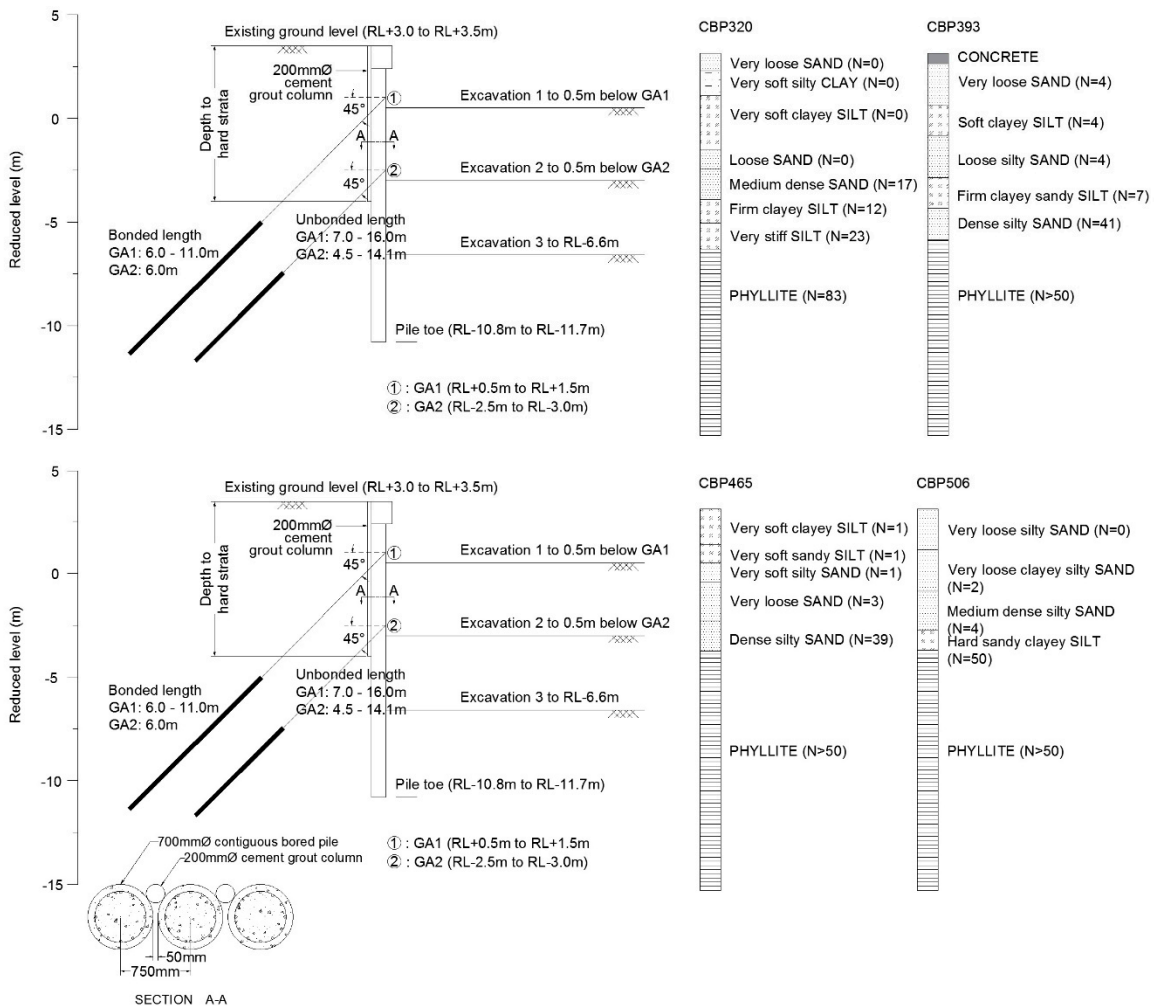 5
0
-5
-10
-15
Reduced level (m)
Existing ground level (RL+3.0 to RL+3.5m)
200mmØ
cement
grout column
Depth to
hard strata
45°
1
A A
45°
2
Excavation 1 to 0.5m below GA1
Excavation 2 to 0.5m below GA2
Excavation 3 to RL-6.6m
Bonded length
GA1: 6.0 - 11.0m
GA2: 6.0m
Unbonded length
GA1: 7.0 - 16.0m
GA2: 4.5 - 14.1m
Pile toe (RL-10.8m to RL-11.7m)
① : GA1 (RL+0.5m to RL+1.5m
② : GA2 (RL-2.5m to RL-3.0m)
CBP320
Very loose SAND (N=0)
Very soft silty CLAY (N=0)
Very soft clayey SILT (N=0)
Loose SAND (N=0)
Medium dense SAND (N=17)
Firm clayey SILT (N=12)
Very stiff SILT (N=23)
PHYLLITE (N=83)
CBP393
CONCRETE
Very loose SAND (N=4)
Soft clayey SILT (N=4)
Loose silty SAND (N=4)
Firm clayey sandy SILT (N=7)
Dense silty SAND (N=41)
PHYLLITE (N>50)
5
0
-5
-10
-15
Reduced level (m)
Existing ground level (RL+3.0 to RL+3.5m)
200mmØ
cement
grout column
Depth to
hard strata
45°
1
A A
45°
2
Excavation 1 to 0.5m below GA1
Excavation 2 to 0.5m below GA2
Excavation 3 to RL-6.6m
Bonded length
GA1: 6.0 - 11.0m
GA2: 6.0m
Unbonded length
GA1: 7.0 - 16.0m
GA2: 4.5 - 14.1m
Pile toe (RL-10.8m to RL-11.7m)
① : GA1 (RL+0.5m to RL+1.5m
② : GA2 (RL-2.5m to RL-3.0m)
CBP465
Very soft clayey SILT (N=1)
Very soft sandy SILT (N=1)
Very soft silty SAND (N=1)
Very loose SAND (N=3)
Dense silty SAND (N=39)
PHYLLITE (N>50)
CBP506
Very loose silty SAND (N=0)
Very loose clayey silty SAND
(N=2)
Medium dense silty SAND
(N=4)
Hard sandy clayey SILT
(N=50)
PHYLLITE (N>50)
700mmØ contiguous bored pile
200mmØ cement grout column
50mm
750mm
SECTION A-A